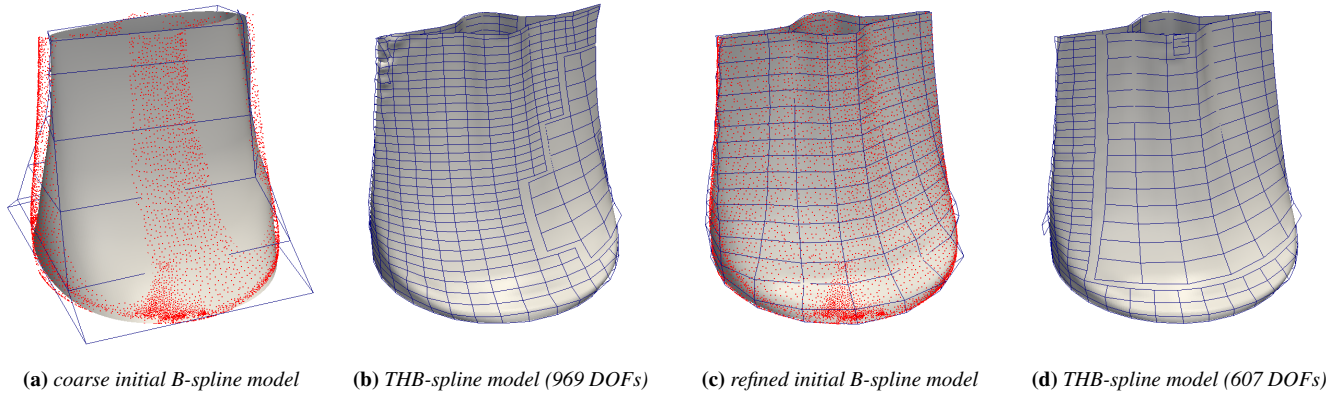 (a) coarse initial B-spline model
(b) THB-spline model (969 DOFs)
(c) refined initial B-spline model
(d) THB-spline model (607 DOFs)